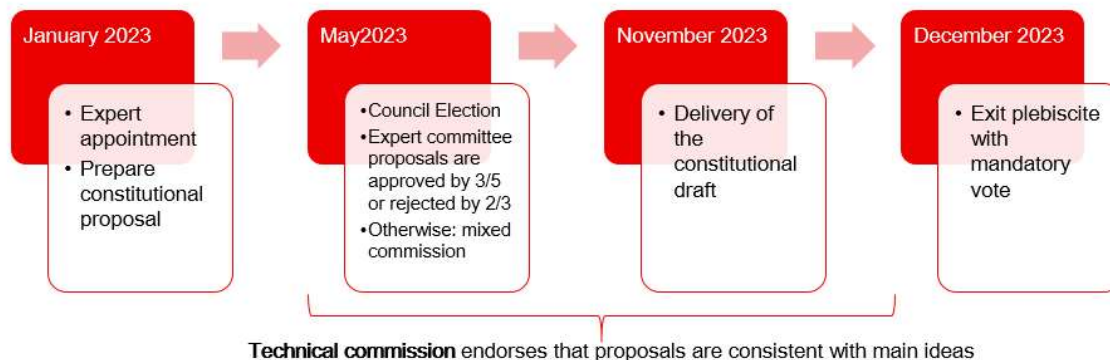 January 2023
• Expert
appointment
• Prepare
constitutional
proposal
May2023
•Council Election
•Expert committee
proposals are
approved by 3/5
or rejected by 2/3
•Otherwise: mixed
commission
November 2023
• Delivery of
the
constitutional
draft
December 2023
• Exit plebiscite
with
mandatory
vote
Technical commission endorses that proposals are consistent with main ideas